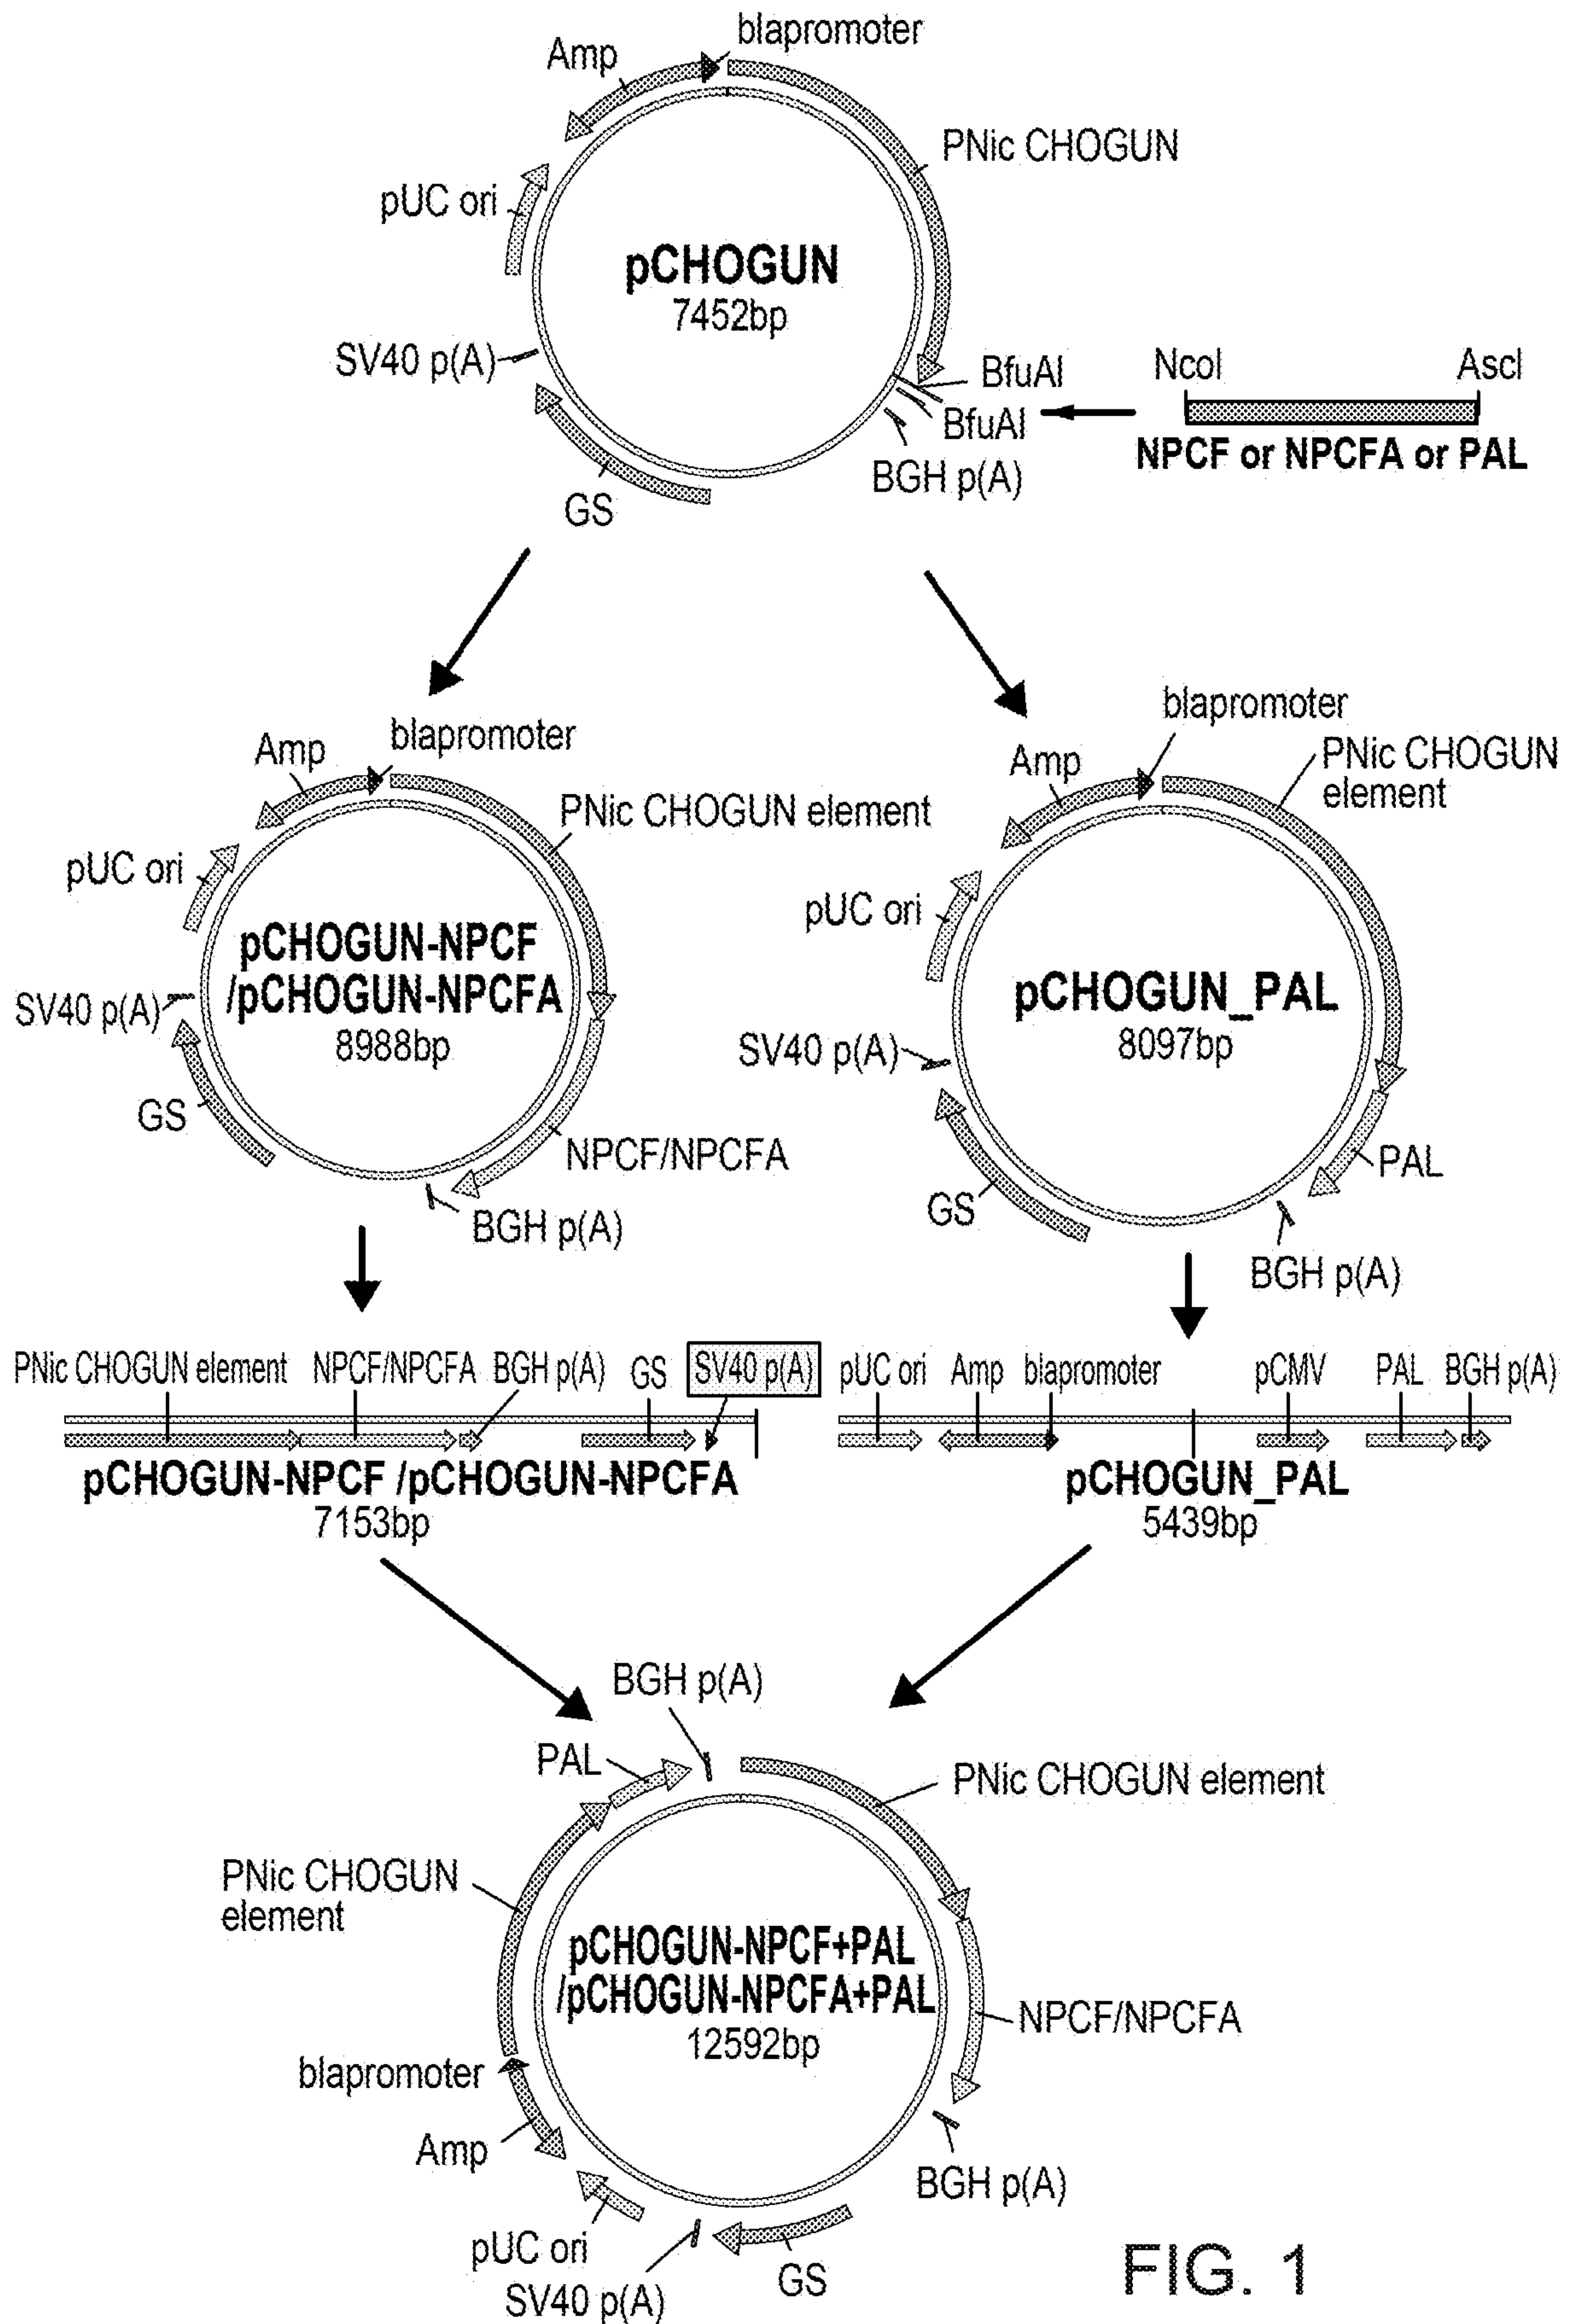 blapromoter
Amp
PNic CHOGUN
pUC ori
pCHOGUN
7452bp
SV40 p(A)
BfuAI
BfuAI
BGH p(A)
GS
NcoI
AscI
NPCF or NPCFA or PAL
blapromoter
Amp
PNic CHOGUN element
pUC ori
pCHOGUN-NPCF
/pCHOGUN-NPCFA
8988bp
SV40 p(A)
GS
NPCF/NPCFA
BGH p(A)
blapromoter
Amp
PNic CHOGUN
element
pUC ori
pCHOGUN_PAL
8097bp
SV40 p(A)
GS
PAL
BGH p(A)
PNic CHOGUN element NPCF/NPCFA BGH p(A) GS SV40 p(A)
pCHOGUN-NPCF /pCHOGUN-NPCFA
7153bp
pUC ori Amp blapromoter pCMV PAL BGH p(A)
pCHOGUN_PAL
5439bp
BGH p(A)
PAL
PNic CHOGUN element
PNic CHOGUN
element
pCHOGUN-NPCF+PAL
/pCHOGUN-NPCFA+PAL
12592bp
NPCF/NPCFA
blapromoter
Amp
BGH p(A)
pUC ori
SV40 p(A)
GS
FIG. 1